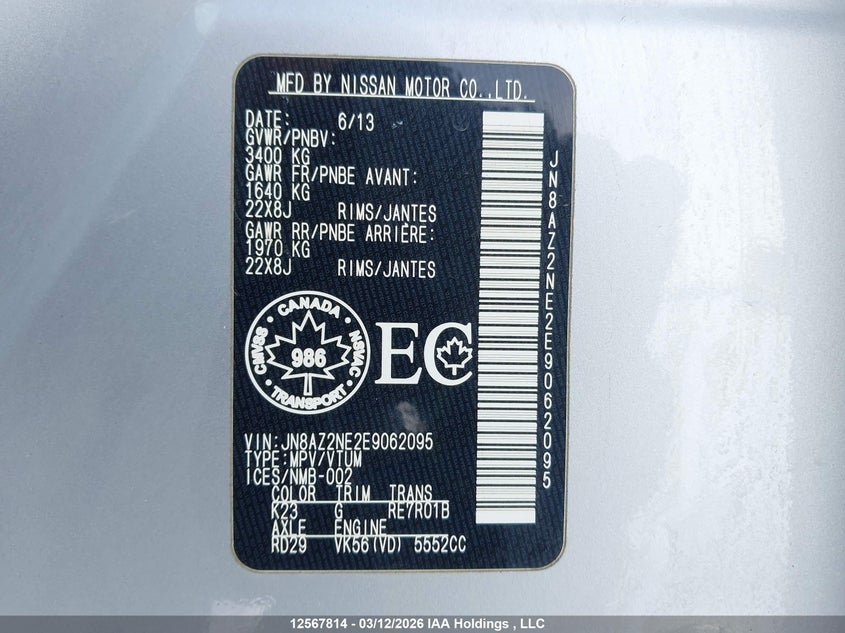 MFD BY NISSAN MOTOR CO.,LTD.
DATE: 6/13
GVWR/PNBV:
3400 KG
GAWR FR/PNBE AVANT:
1640 KG
22X8J RIMS/JANTES
GAWR RR/PNBE ARRIÈRE:
1970 KG
22X8J RIMS/JANTES
CANADA
CMVSS
986
NSVAC
TRANSPORT
EC
VIN:JN8AZ2NE2E9062095
TYPE:MPV/VTUM
ICES/NMB-002
COLOR TRIM TRANS
K23 G RE7R01B
AXLE ENGINE
RD29 VK56(VD) 5552CC
JN8AZ2NE2E9062095
12567814 - 03/12/2026 IAA Holdings , LLC